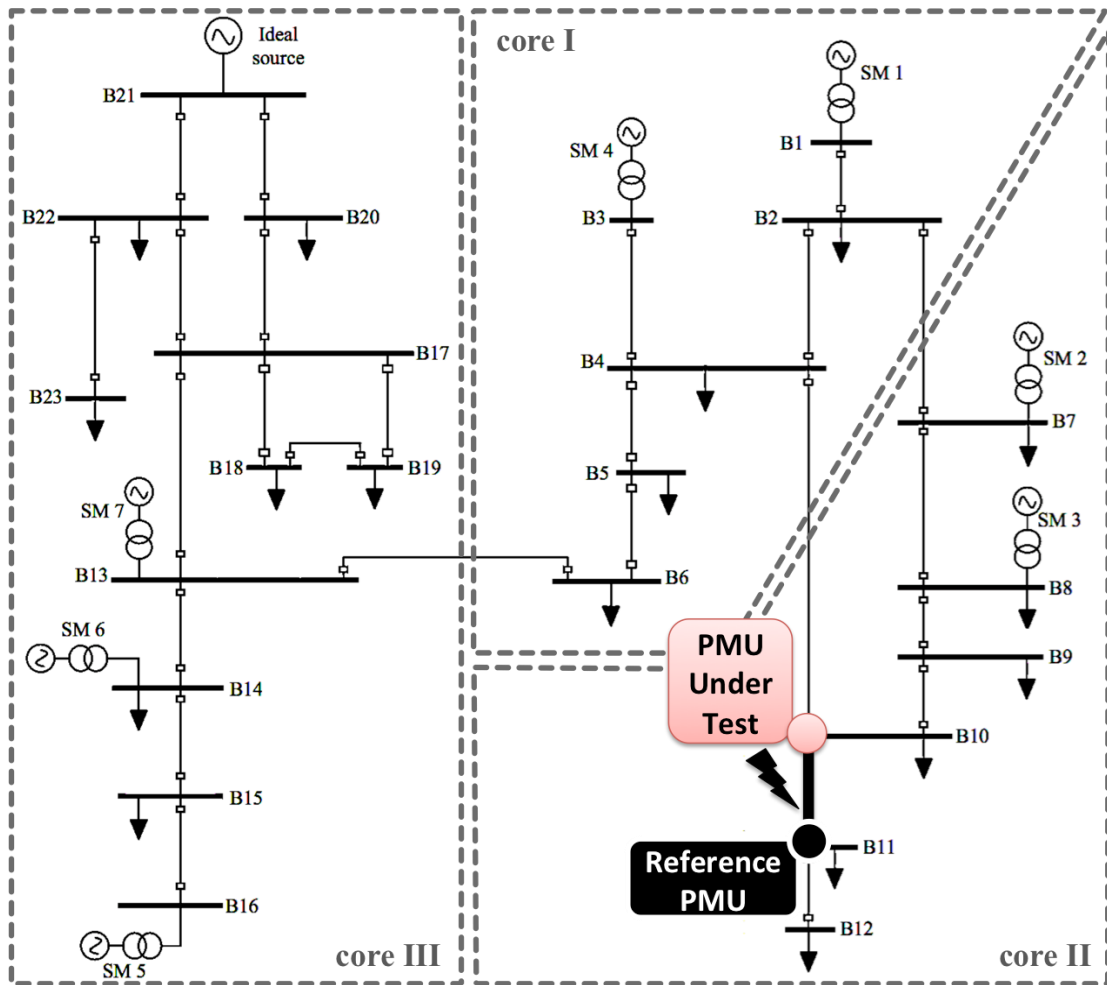 Ideal
source
B21
B22
B20
B17
B23
B18
B19
SM 7
B13
SM 6
B14
B15
B16
SM 5
core III
core I
SM 1
B1
SM 4
B3
B2
B4
SM 2
B7
B5
SM 3
B6
B8
PMU
Under
Test
B9
B10
Reference
PMU
B11
B12
core II